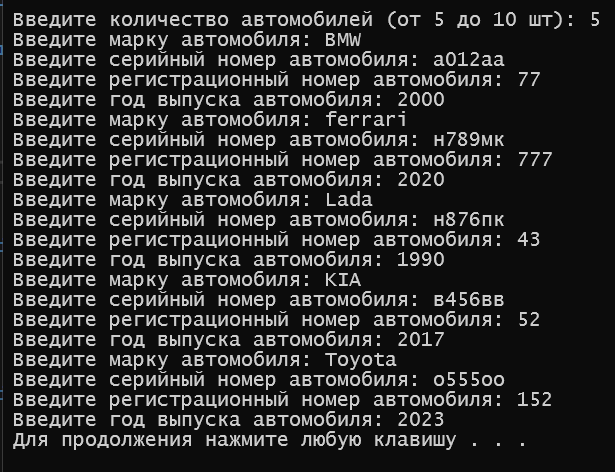 Введите количество автомобилей (от 5 до 10 шт): 5
Введите марку автомобиля: BMW
Введите серийный номер автомобиля: а012аа
Введите регистрационный номер автомобиля: 77
Введите год выпуска автомобиля: 2000
Введите марку автомобиля: ferrari
Введите серийный номер автомобиля: н789мк
Введите регистрационный номер автомобиля: 777
Введите год выпуска автомобиля: 2020
Введите марку автомобиля: Lada
Введите серийный номер автомобиля: н876пк
Введите регистрационный номер автомобиля: 43
Введите год выпуска автомобиля: 1990
Введите марку автомобиля: KIA
Введите серийный номер автомобиля: в456вв
Введите регистрационный номер автомобиля: 52
Введите год выпуска автомобиля: 2017
Введите марку автомобиля: Toyota
Введите серийный номер автомобиля: о555оо
Введите регистрационный номер автомобиля: 152
Введите год выпуска автомобиля: 2023
Для продолжения нажмите любую клавишу . . .